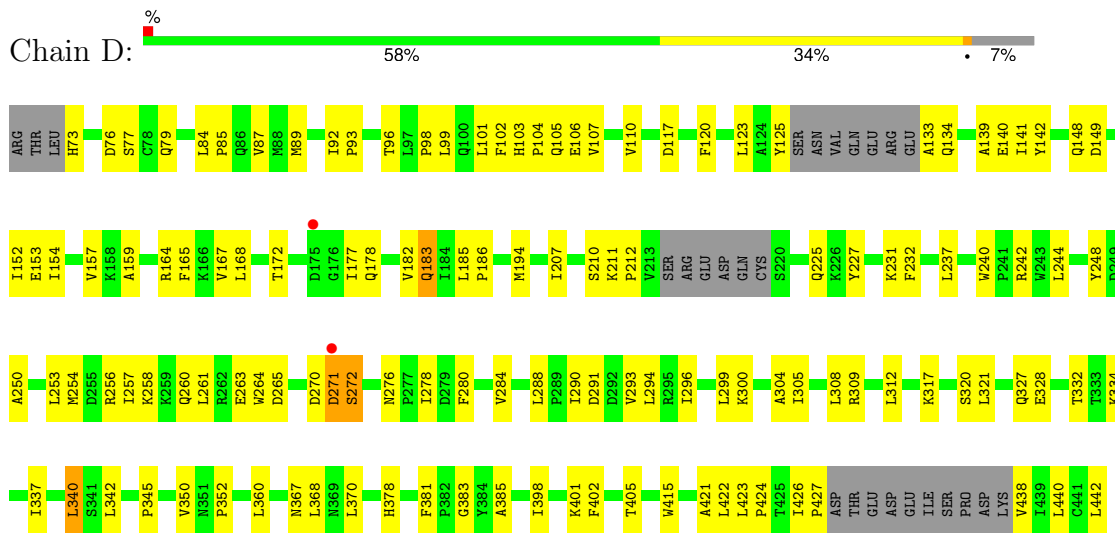 %
Chain D:
58% 34% • 7%
ARG THR LEU H73 D76 S77 C78 Q79 L84 P85 Q86 V87 M88 M89 I92 P93 T96 L97 P98 L99 Q100 L101 F102 H103 P104 Q105 E106 V107 V110 D117 F120 L123 A124 Y125 SER ASN VAL GLN GLU ARG GLU A133 Q134 A139 E140 I141 Y142 Q148 D149
I152 E153 I154 V157 K158 A159 R164 F165 K166 V167 L168 T172 D175 G176 I177 Q178 V182 Q183 I184 L185 P186 M194 I207 S210 K211 P212 V213 SER ARG GLU ASP GLN CYS S220 Q225 K226 Y227 K231 F232 L237 W240 P241 R242 W243 L244 Y248
A250 L253 M254 D255 R256 I257 K258 K259 Q260 L261 R262 E263 W264 D265 D270 D271 S272 N276 P277 I278 D279 F280 V284 L288 P289 I290 D291 D292 V293 L294 R295 I296 L299 K300 A304 I305 L308 R309 L312 K317 S320 L321 Q327 E328 T332 T333 K334
I337 L340 S341 L342 P345 V350 N351 P352 L360 N367 L368 N369 L370 H378 F381 P382 G383 Y384 A385 I398 K401 F402 T405 W415 A421 L422 L423 P424 T425 I426 P427 ASP THR GLU ASP GLU ILE SER PRO ASP LYS V438 I439 L440 C441 L442